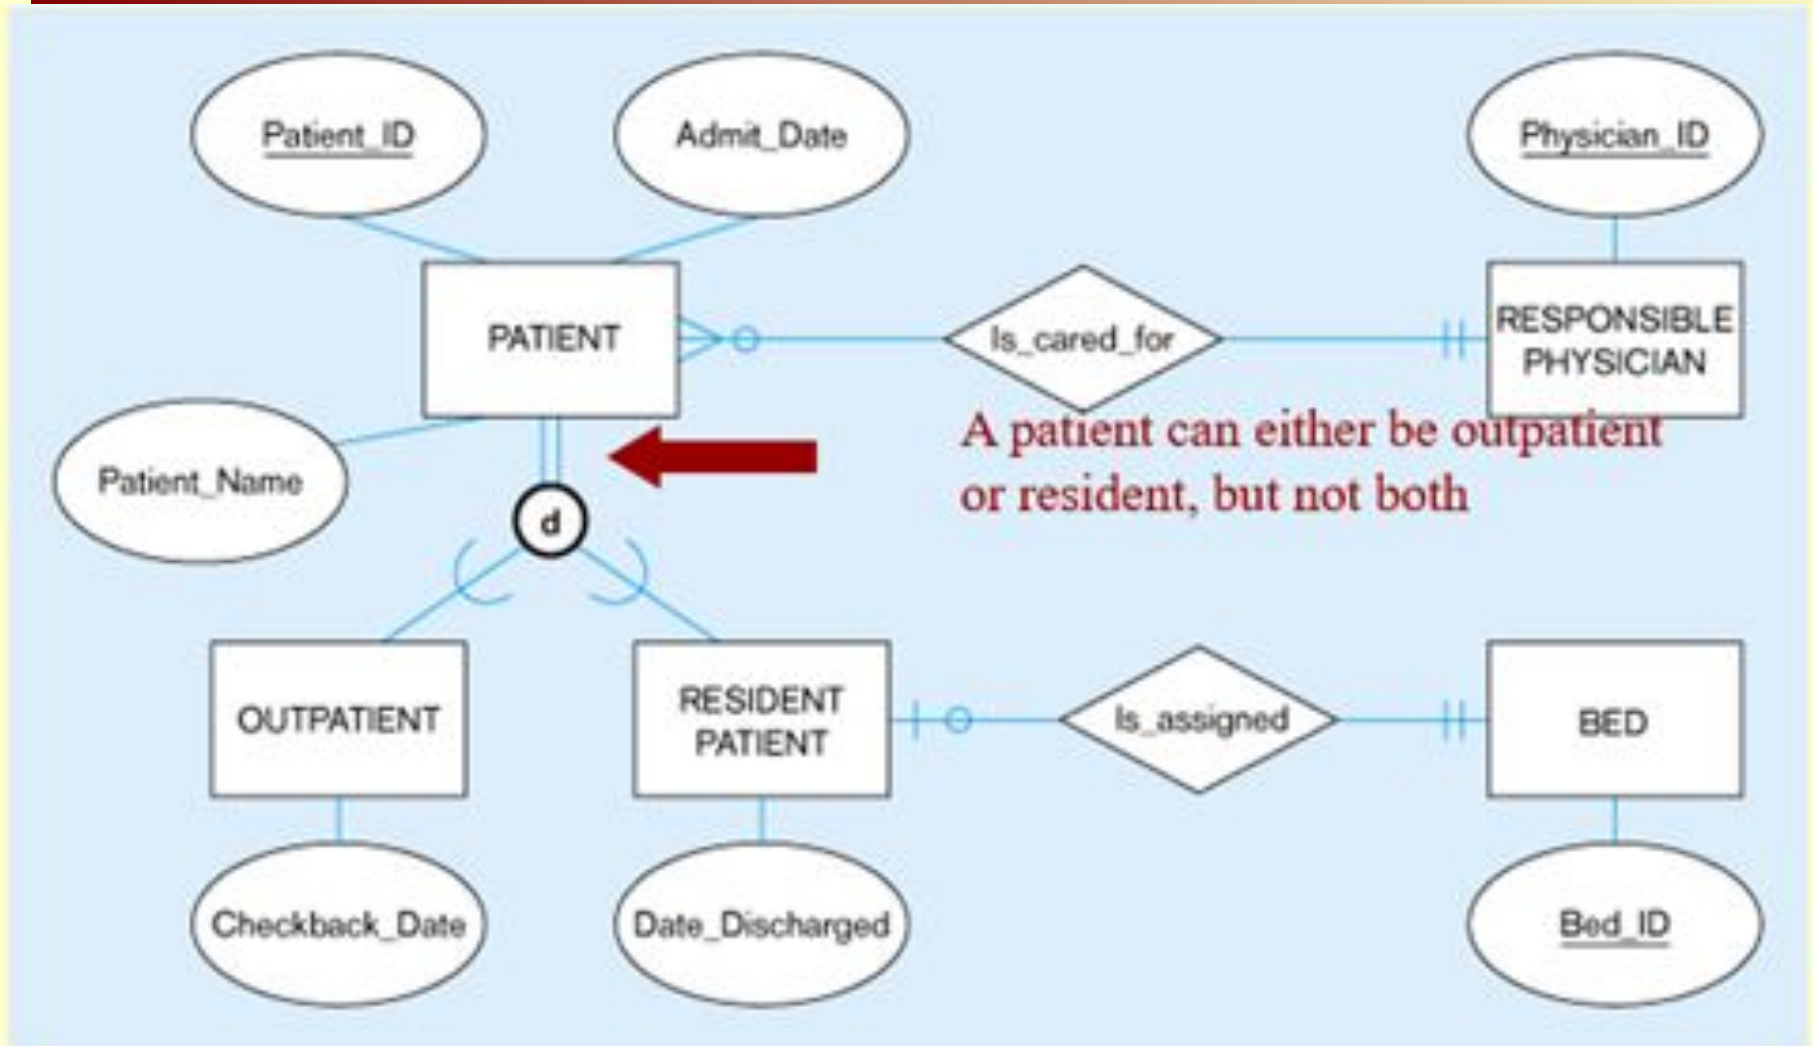 Patient_ID
Admit_Date
Physician_ID
PATIENT
Is_cared_for
RESPONSIBLE
PHYSICIAN
A patient can either be outpatient
or resident, but not both
Patient_Name
d
OUTPATIENT
RESIDENT
PATIENT
Is_assigned
BED
Checkback_Date
Date_Discharged
Bed_ID